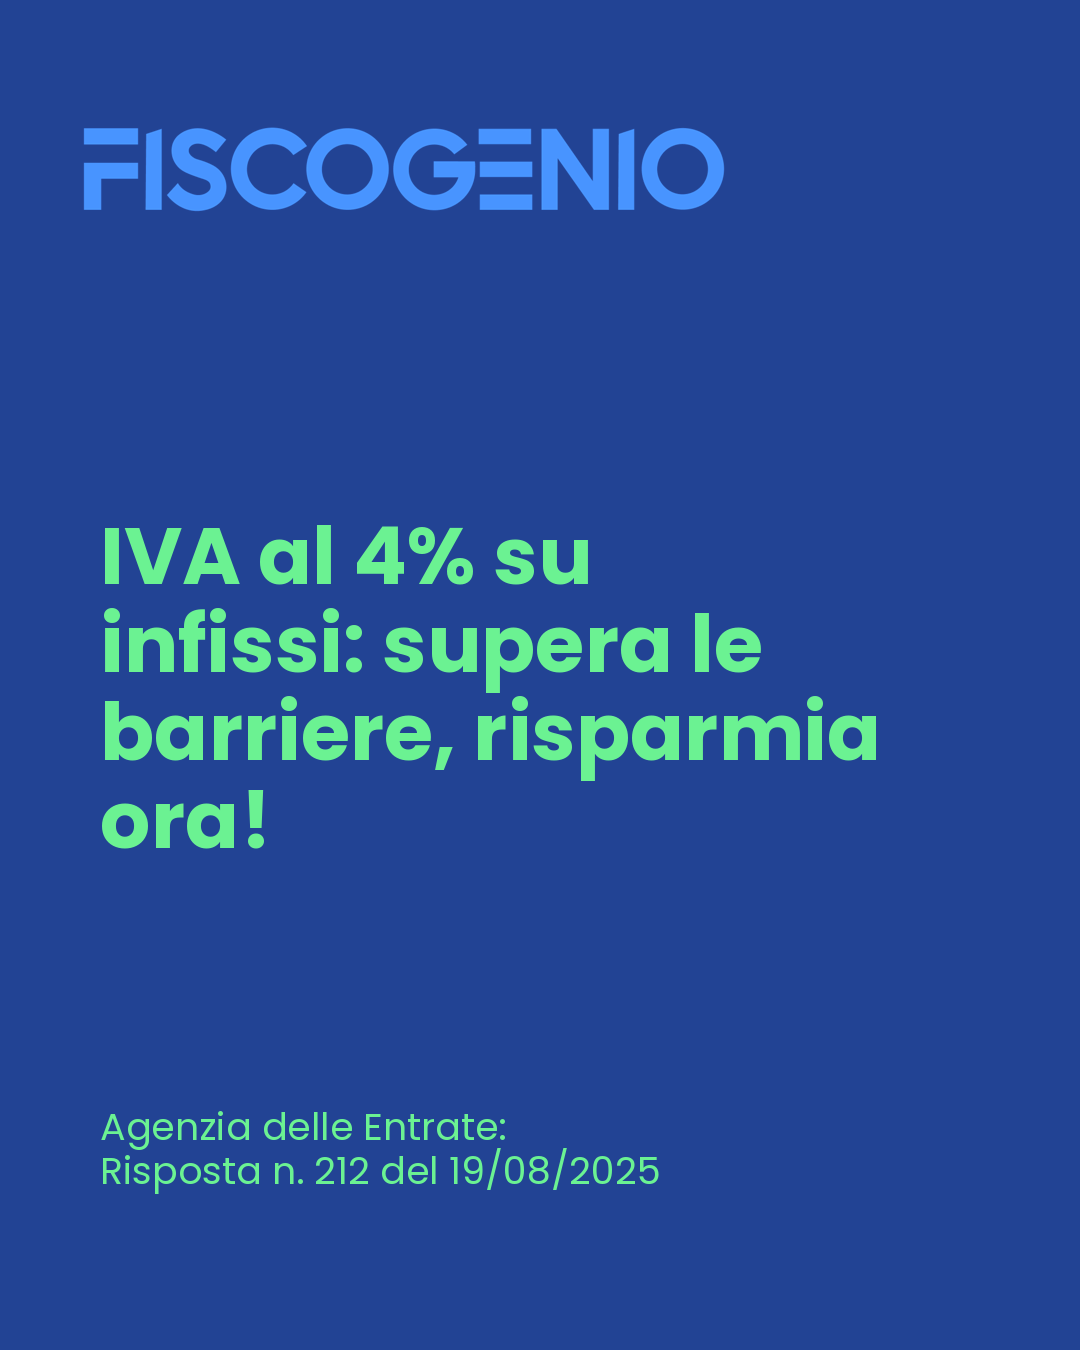 FISCOGENIO
IVA al 4% su
infissi: supera le
barriere, risparmia
ora!
Agenzia delle Entrate:
Risposta n. 212 del 19/08/2025